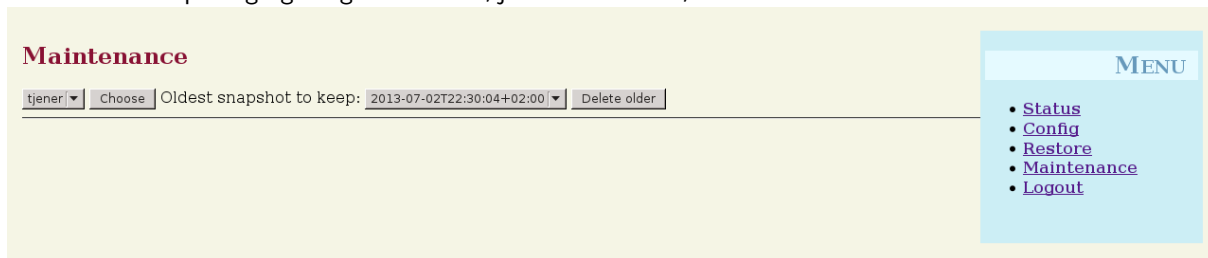 Maintenance
tjener Choose Oldest snapshot to keep: 2013-07-02T22:30:04+02:00 Delete older
MENU
Status
Config
Restore
Maintenance
Logout